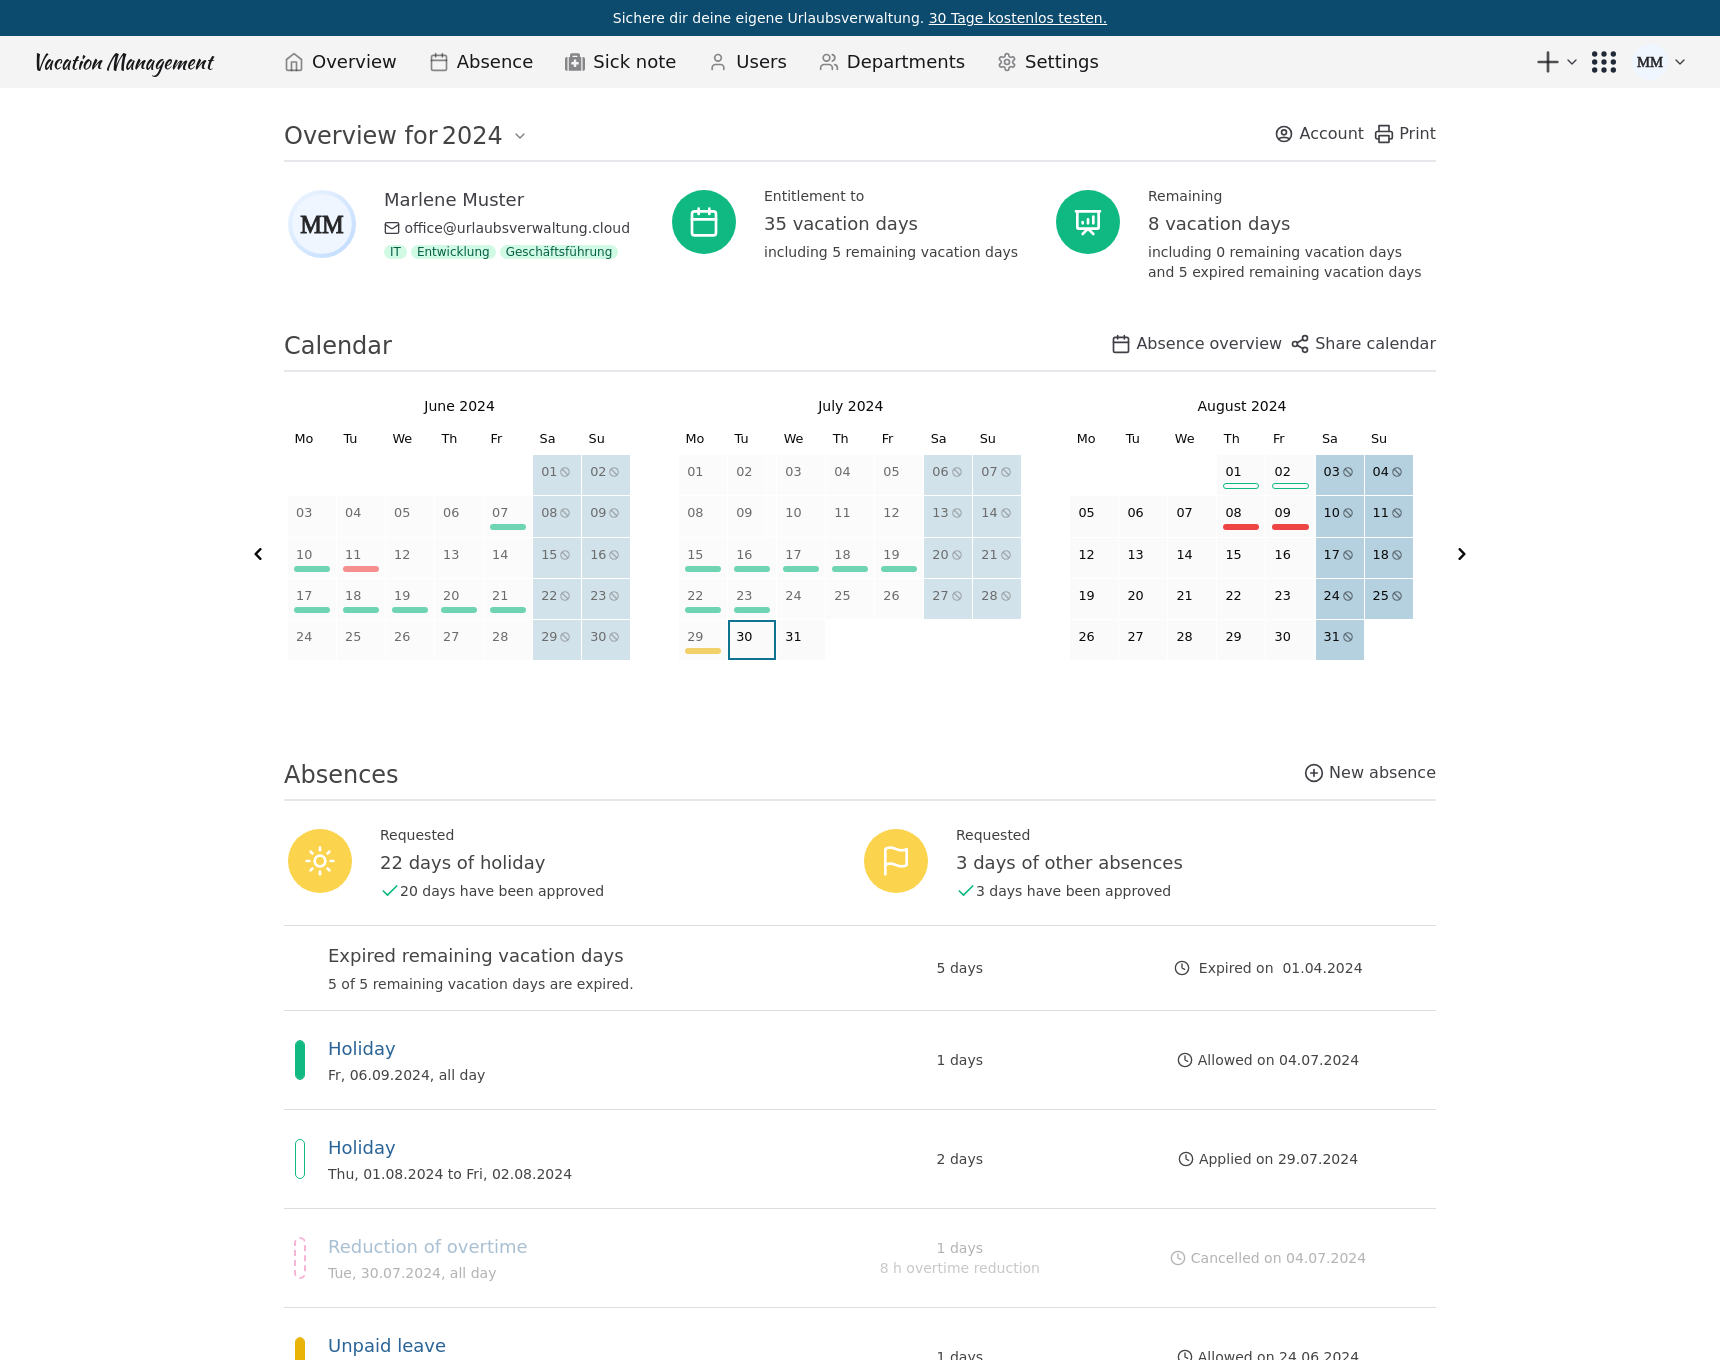 Sichere dir deine eigene Urlaubsverwaltung. 30 Tage kostenlos testen.
Vacation Management Overview Absence Sick note Users Departments Settings MM
Overview for 2024 Account Print
MM
Marlene Muster
office@urlaubsverwaltung.cloud
IT Entwicklung Geschäftsführung
Entitlement to
35 vacation days
including 5 remaining vacation days
Remaining
8 vacation days
including 0 remaining vacation days
and 5 expired remaining vacation days
Calendar Absence overview Share calendar
June 2024
Mo Tu We Th Fr Sa Su
01 02
03 04 05 06 07 08 09
10 11 12 13 14 15 16
17 18 19 20 21 22 23
24 25 26 27 28 29 30
July 2024
Mo Tu We Th Fr Sa Su
01 02 03 04 05 06 07
08 09 10 11 12 13 14
15 16 17 18 19 20 21
22 23 24 25 26 27 28
29 30 31
August 2024
Mo Tu We Th Fr Sa Su
01 02 03 04
05 06 07 08 09 10 11
12 13 14 15 16 17 18
19 20 21 22 23 24 25
26 27 28 29 30 31
Absences New absence
Requested
22 days of holiday
20 days have been approved
Requested
3 days of other absences
3 days have been approved
Expired remaining vacation days
5 of 5 remaining vacation days are expired.
5 days
Expired on 01.04.2024
Holiday
Fr, 06.09.2024, all day
1 days
Allowed on 04.07.2024
Holiday
Thu, 01.08.2024 to Fri, 02.08.2024
2 days
Applied on 29.07.2024
Reduction of overtime
Tue, 30.07.2024, all day
1 days
8 h overtime reduction
Cancelled on 04.07.2024
Unpaid leave
1 days
Allowed on 24.06.2024